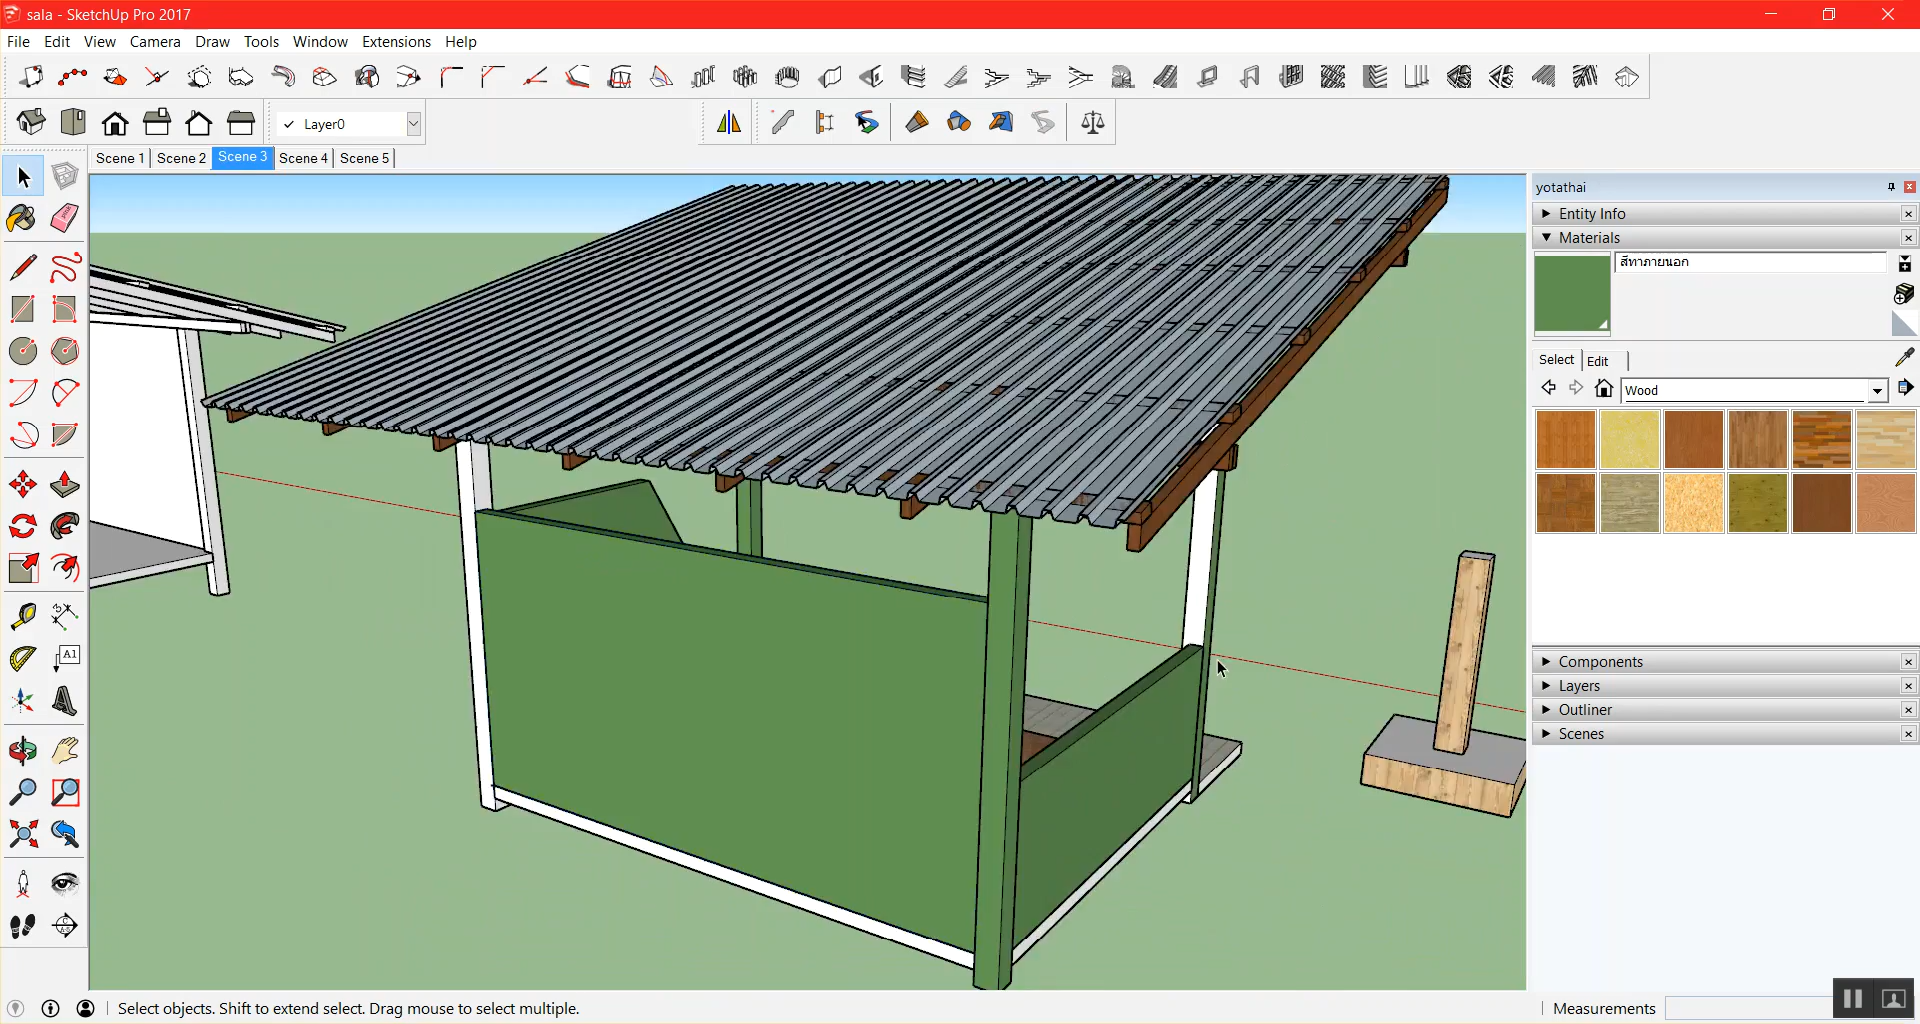 sala - SketchUp Pro 2017
File Edit View Camera Draw Tools Window Extensions Help
Layer0
Scene 1 Scene 2 Scene 3 Scene 4 Scene 5
yotathai
Entity Info
Materials
สีทาภายนอก
Select Edit
Wood
A1
Components
Layers
Outliner
Scenes
Select objects. Shift to extend select. Drag mouse to select multiple.
Measurements